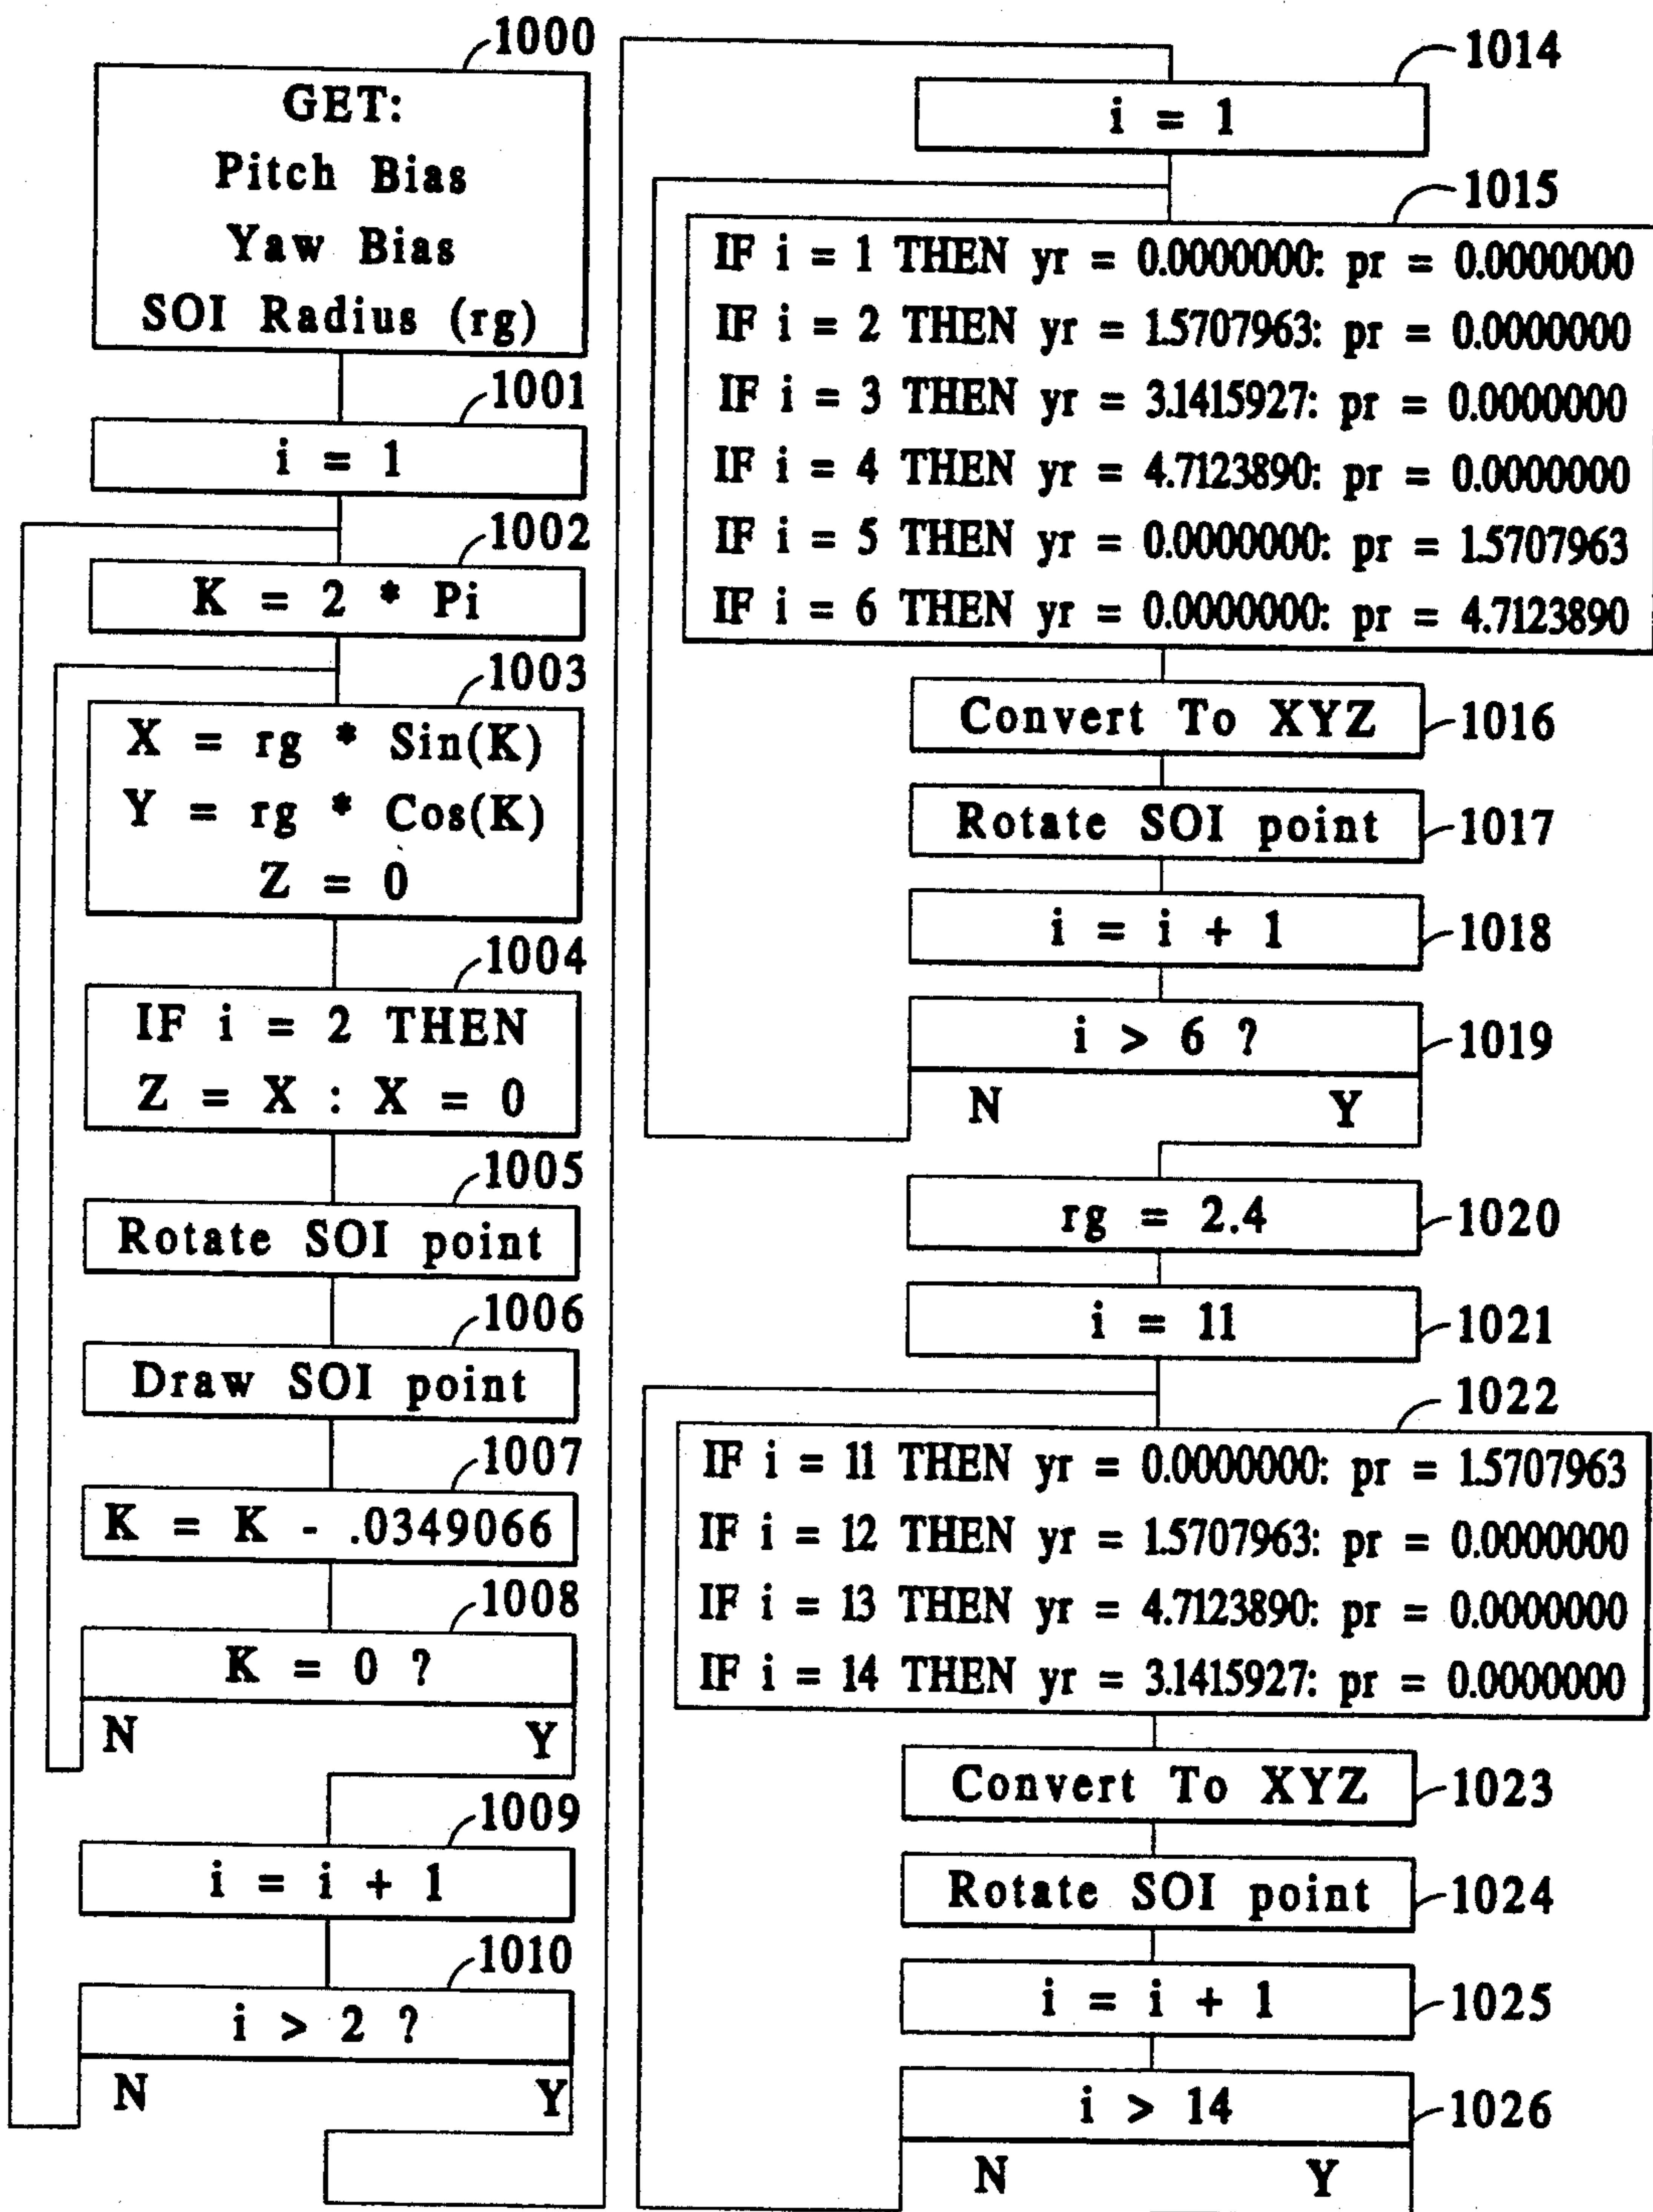 1000
GET:
Pitch Bias
Yaw Bias
SOI Radius (rg)
1001
i = 1
1002
K = 2 * Pi
1003
X = rg * Sin(K)
Y = rg * Cos(K)
Z = 0
1004
IF i = 2 THEN
Z = X : X = 0
1005
Rotate SOI point
1006
Draw SOI point
1007
K = K - .0349066
1008
K = 0 ?
N Y
1009
i = i + 1
1010
i > 2 ?
N Y
1014
i = 1
1015
IF i = 1 THEN yr = 0.0000000: pr = 0.0000000
IF i = 2 THEN yr = 1.5707963: pr = 0.0000000
IF i = 3 THEN yr = 3.1415927: pr = 0.0000000
IF i = 4 THEN yr = 4.7123890: pr = 0.0000000
IF i = 5 THEN yr = 0.0000000: pr = 1.5707963
IF i = 6 THEN yr = 0.0000000: pr = 4.7123890
Convert To XYZ 1016
Rotate SOI point 1017
i = i + 1 1018
i > 6 ? 1019
N Y
rg = 2.4 1020
i = 11 1021
1022
IF i = 11 THEN yr = 0.0000000: pr = 1.5707963
IF i = 12 THEN yr = 1.5707963: pr = 0.0000000
IF i = 13 THEN yr = 4.7123890: pr = 0.0000000
IF i = 14 THEN yr = 3.1415927: pr = 0.0000000
Convert To XYZ 1023
Rotate SOI point 1024
i = i + 1 1025
i > 14 1026
N Y